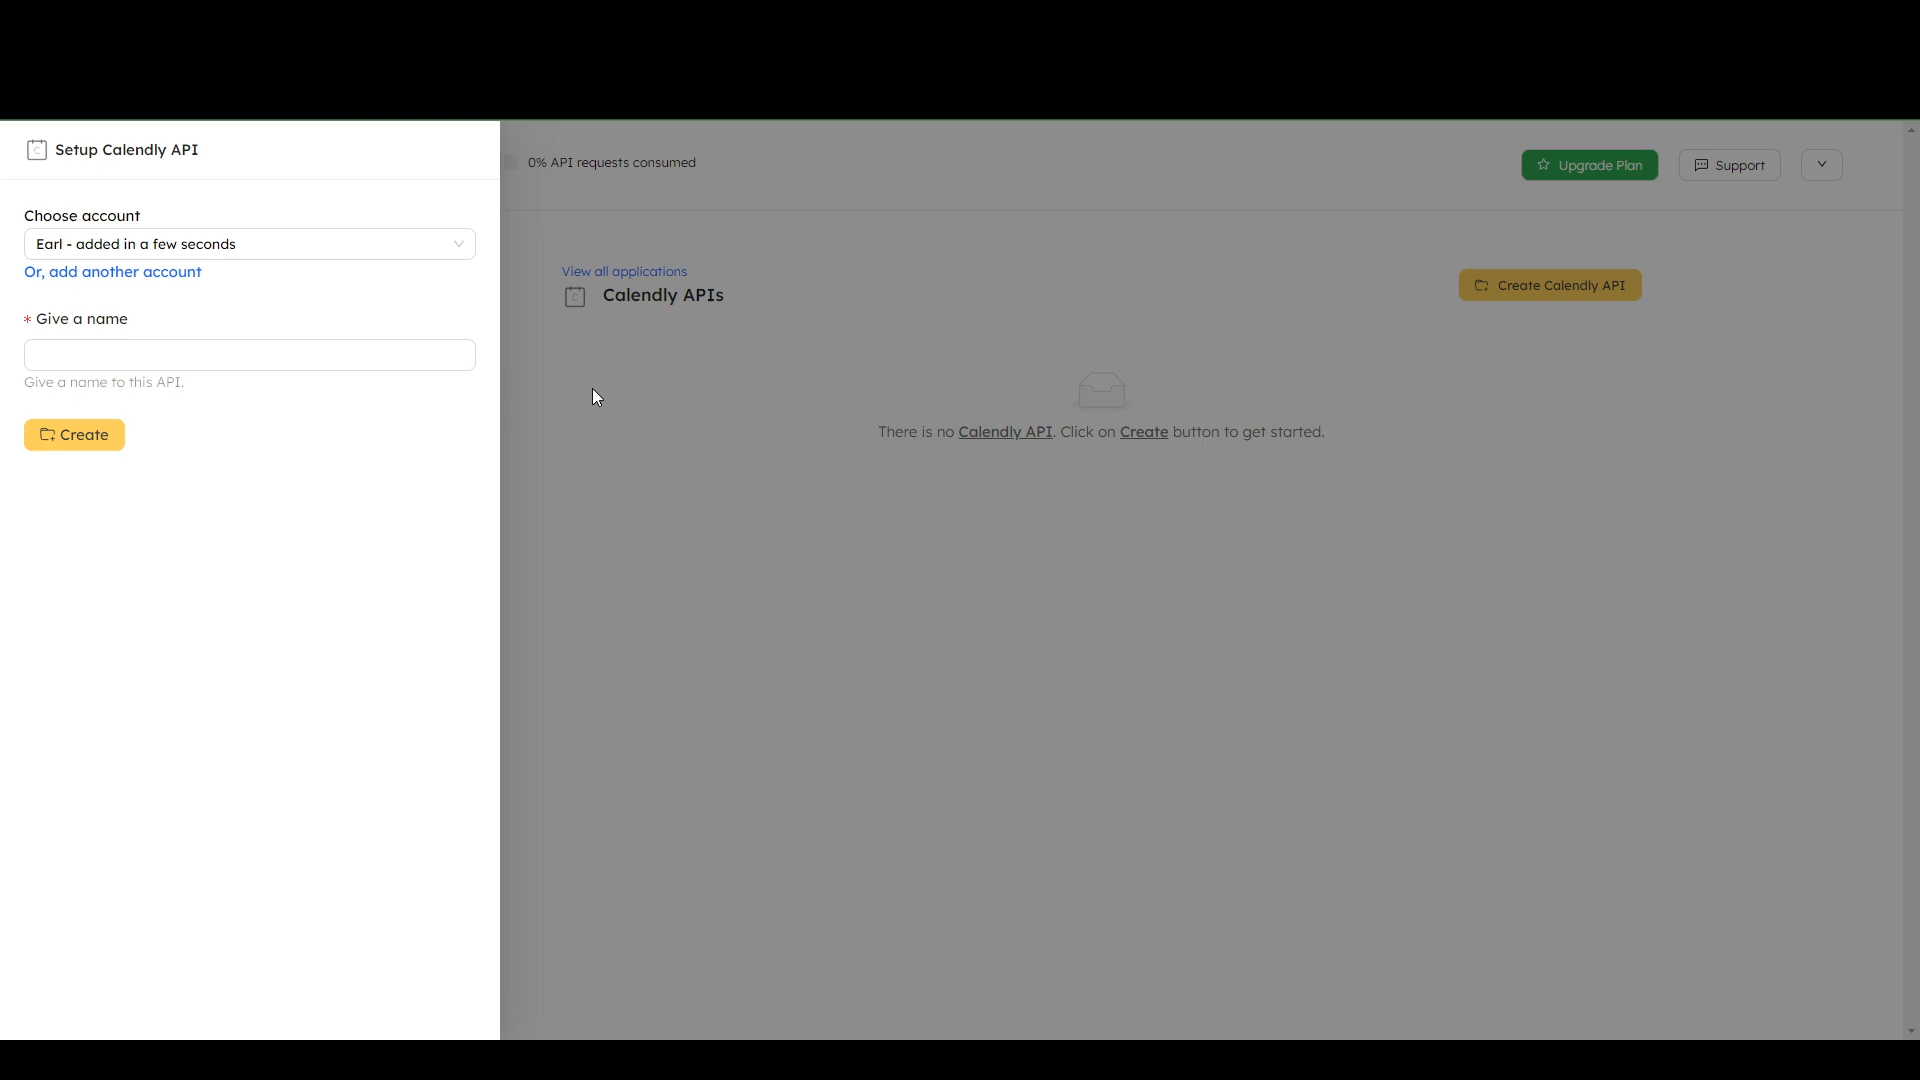 Setup Calendly API
Choose account
Earl - added in a few seconds
Or, add another account
* Give a name
Give a name to this API.
Create
0% API requests consumed
Upgrade Plan
Support
View all applications
Calendly APIs
Create Calendly API
There is no Calendly API. Click on Create button to get started.